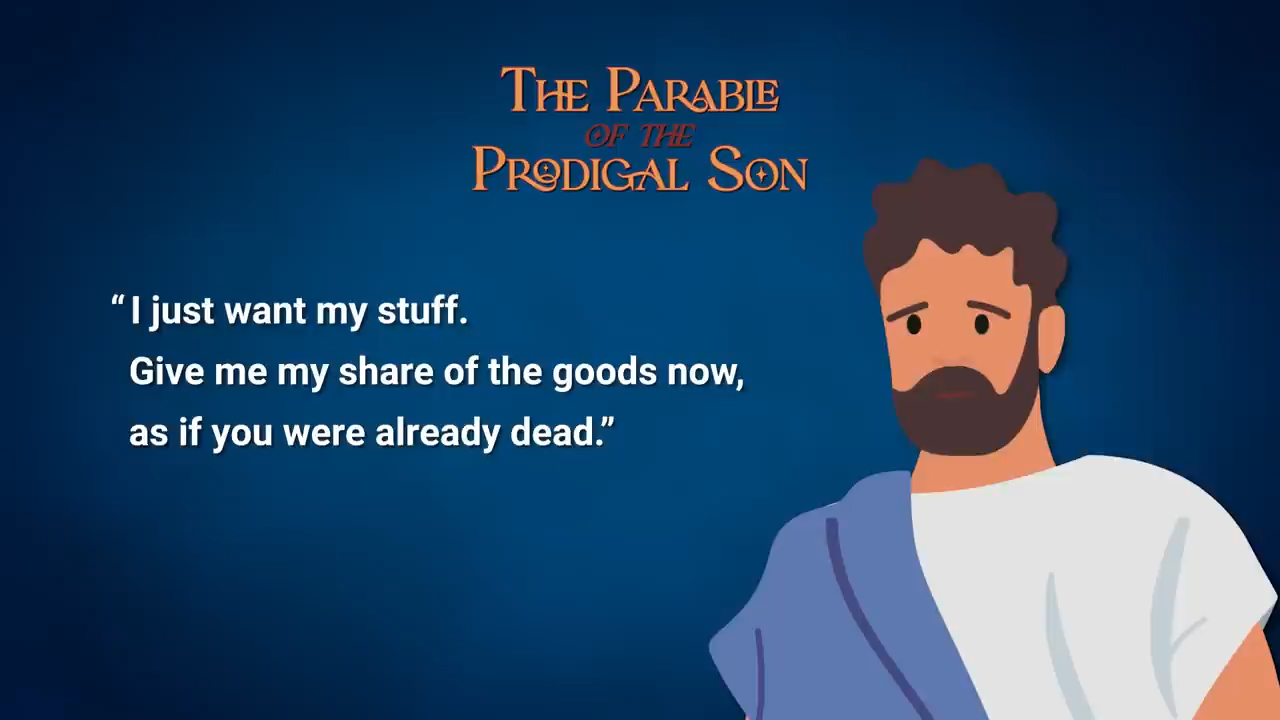 The Parable
of the
Prodigal Son
“I just want my stuff.
Give me my share of the goods now,
as if you were already dead.”